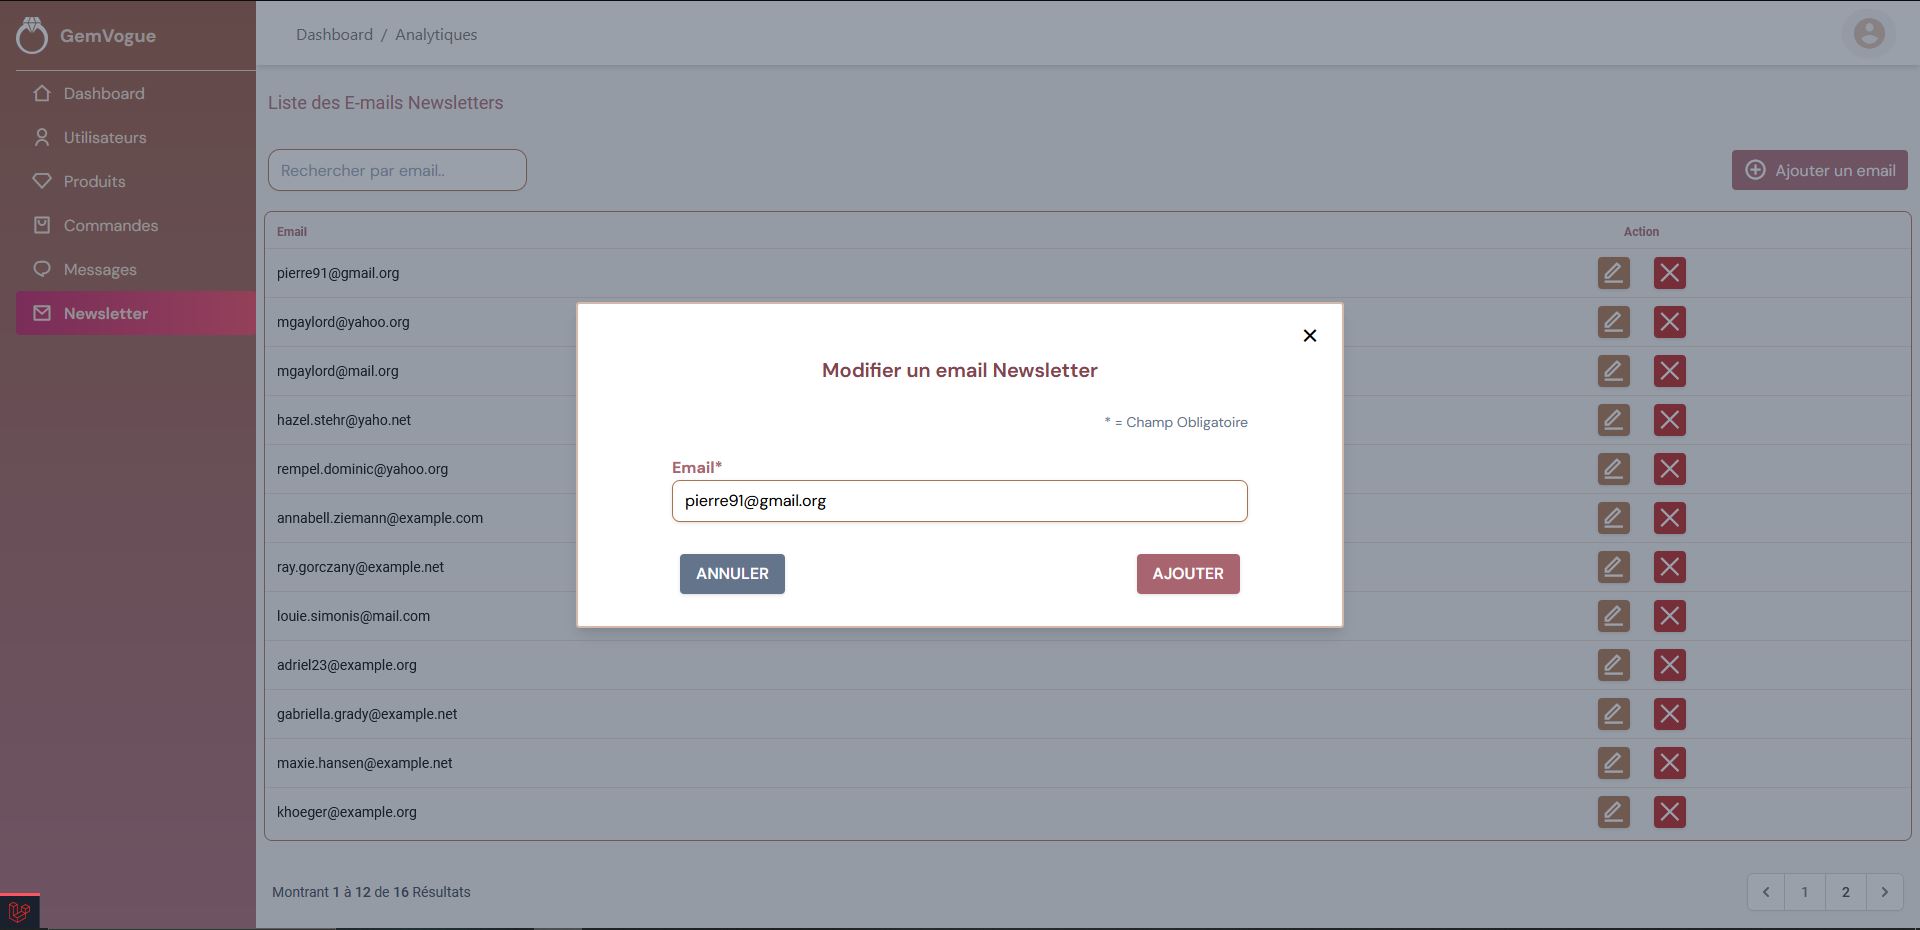 GemVogue
Dashboard / Analytiques
Dashboard
Utilisateurs
Produits
Commandes
Messages
Newsletter
Liste des E-mails Newsletters
Rechercher par email..
Ajouter un email
Email Action
pierre91@gmail.org
mgaylord@yahoo.org
mgaylord@mail.org
hazel.stehr@yaho.net
rempel.dominic@yahoo.org
annabell.ziemann@example.com
ray.gorczany@example.net
louie.simonis@mail.com
adriel23@example.org
gabriella.grady@example.net
maxie.hansen@example.net
khoeger@example.org
Modifier un email Newsletter
* = Champ Obligatoire
Email*
pierre91@gmail.org
ANNULER AJOUTER
Montrant 1 à 12 de 16 Résultats
1 2